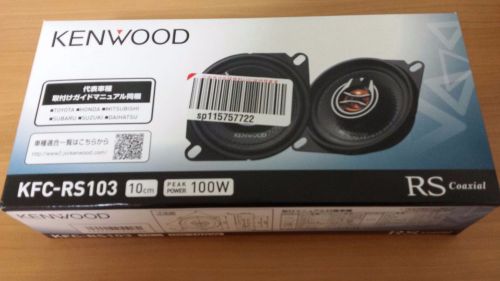 KENWOOD
代表車種
取付けガイドマニュアル同梱
■TOYOTA ■HONDA ■MITSUBISHI
■SUBARU ■SUZUKI ■DAIHATSU
sp115757722
KENWOOD
車種適合一覧はこちらから
KFC-RS103
10cm
PEAK POWER 100W
RS Coaxial
KENWOOD
KFC-RS103